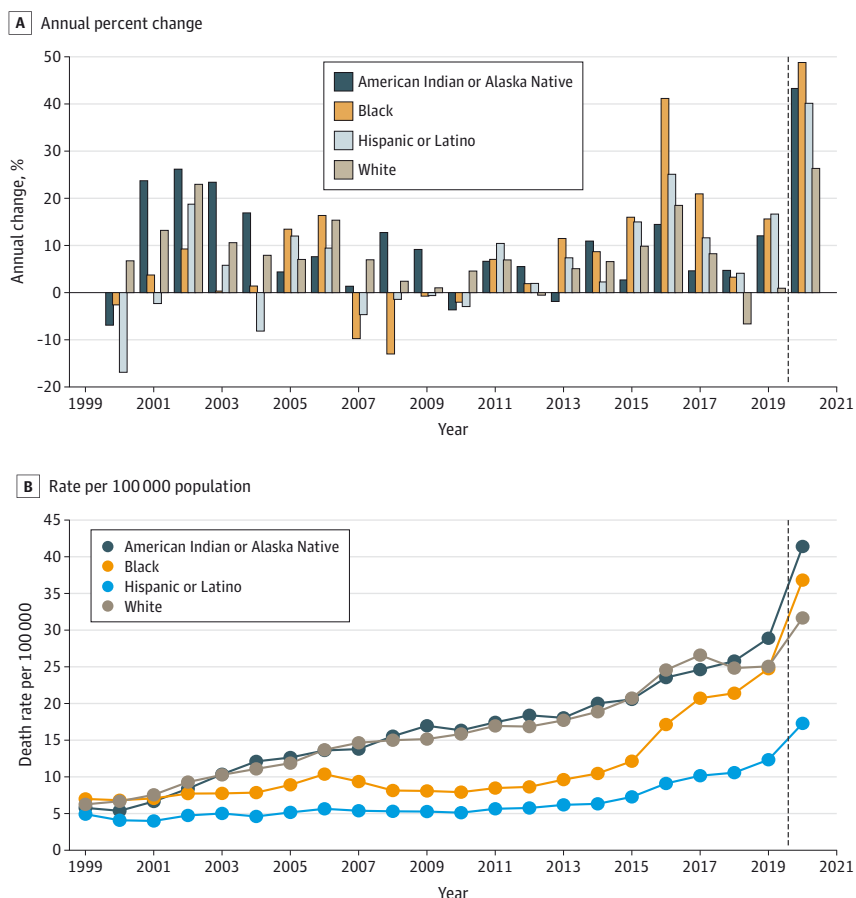 A Annual percent change
50
40
30
20
10
0
-10
-20
Annual change, %
American Indian or Alaska Native
Black
Hispanic or Latino
White
1999 2001 2003 2005 2007 2009 2011 2013 2015 2017 2019 2021
Year
B Rate per 100 000 population
45
40
35
30
25
20
15
10
5
0
Death rate per 100 000
American Indian or Alaska Native
Black
Hispanic or Latino
White
1999 2001 2003 2005 2007 2009 2011 2013 2015 2017 2019 2021
Year